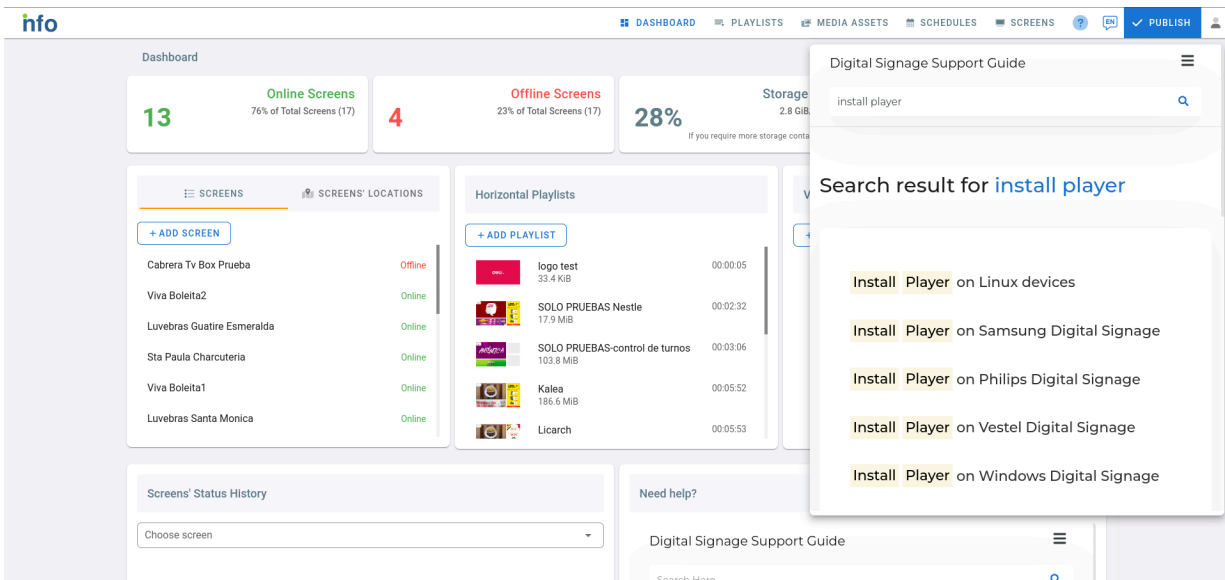 nfo
DASHBOARD PLAYLISTS MEDIA ASSETS SCHEDULES SCREENS ? EN PUBLISH
Dashboard
Online Screens
13
76% of Total Screens (17)
Offline Screens
4
23% of Total Screens (17)
Storage
28%
2.8 GiB
If you require more storage conta
SCREENS SCREENS' LOCATIONS
+ ADD SCREEN
Cabrera Tv Box Prueba Offline
Viva Boleita2 Online
Luvebras Guatire Esmeralda Online
Sta Paula Charcuteria Online
Viva Boleita1 Online
Luvebras Santa Monica Online
Horizontal Playlists
+ ADD PLAYLIST
logo test 00:00:05
33.4 KiB
SOLO PRUEBAS Nestle 00:02:32
17.9 MiB
SOLO PRUEBAS-control de turnos 00:03:06
103.8 MiB
Kalea 00:05:52
186.6 MiB
Licarch 00:05:53
V
+
Digital Signage Support Guide
install player
Search result for install player
Install Player on Linux devices
Install Player on Samsung Digital Signage
Install Player on Philips Digital Signage
Install Player on Vestel Digital Signage
Install Player on Windows Digital Signage
Screens' Status History
Choose screen
Need help?
Digital Signage Support Guide
Search Here